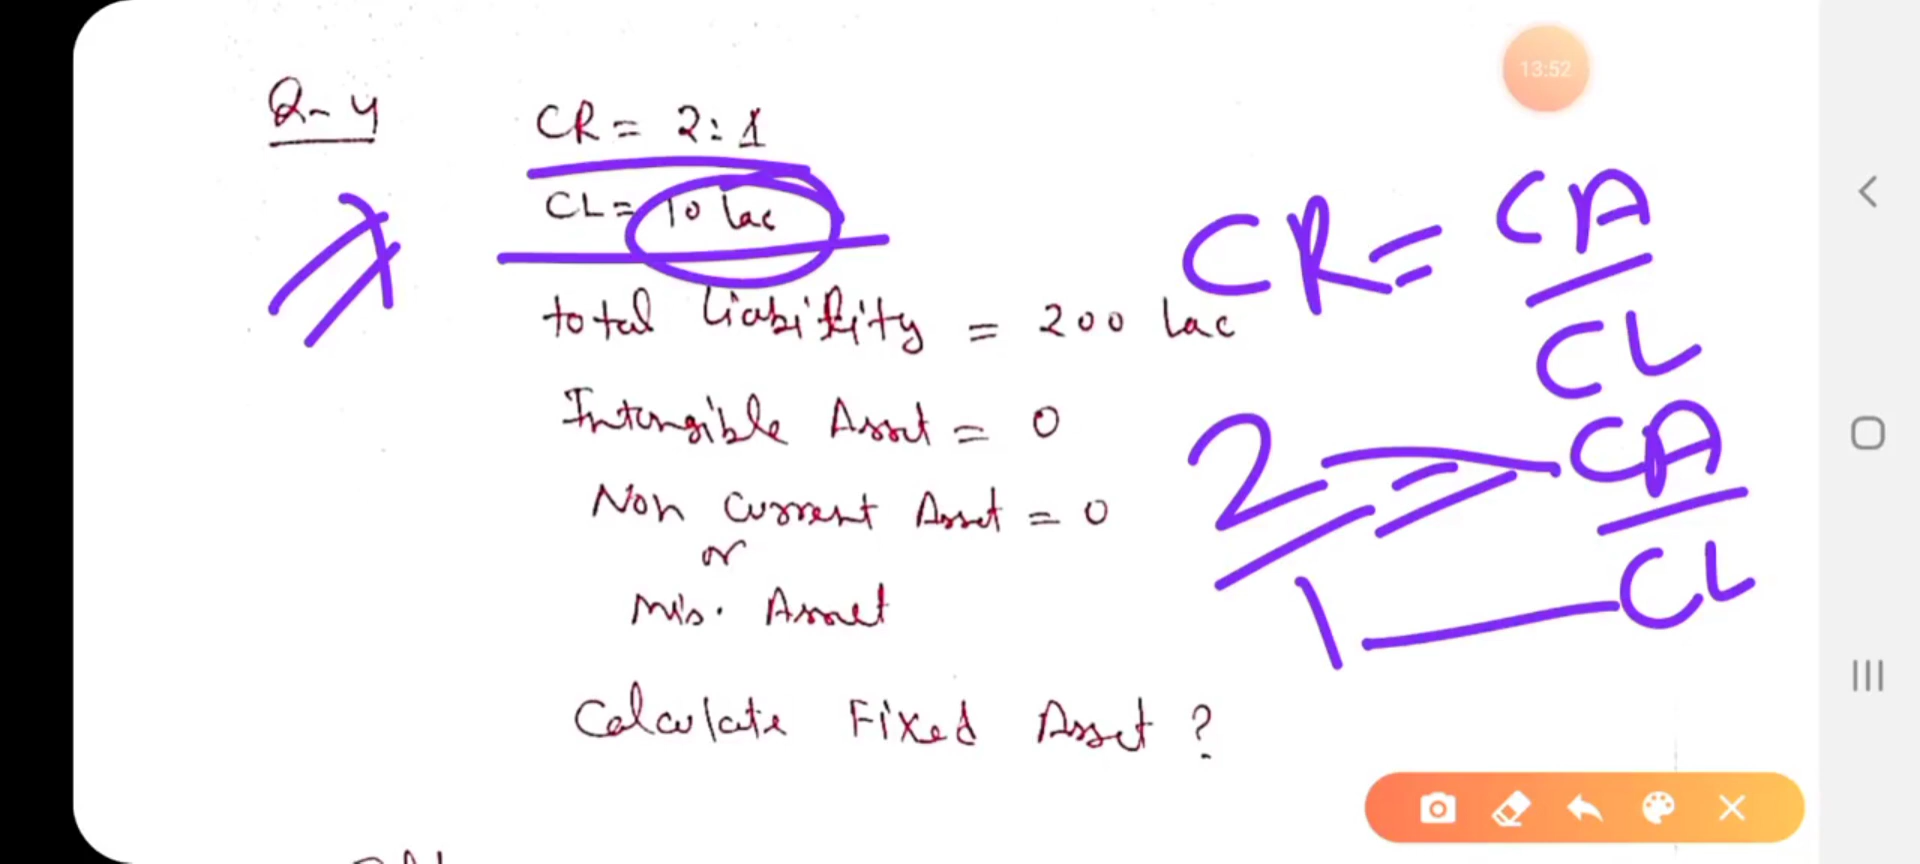 Q-4
CR = 2:1
CL = 10 lac
total Liability = 200 lac
Intangible Asset = 0
Non Current Asset = 0
or
Mis. Asset
Calculate Fixed Asset ?
13:52
CR = CA
CL
2 = CA
1 CL